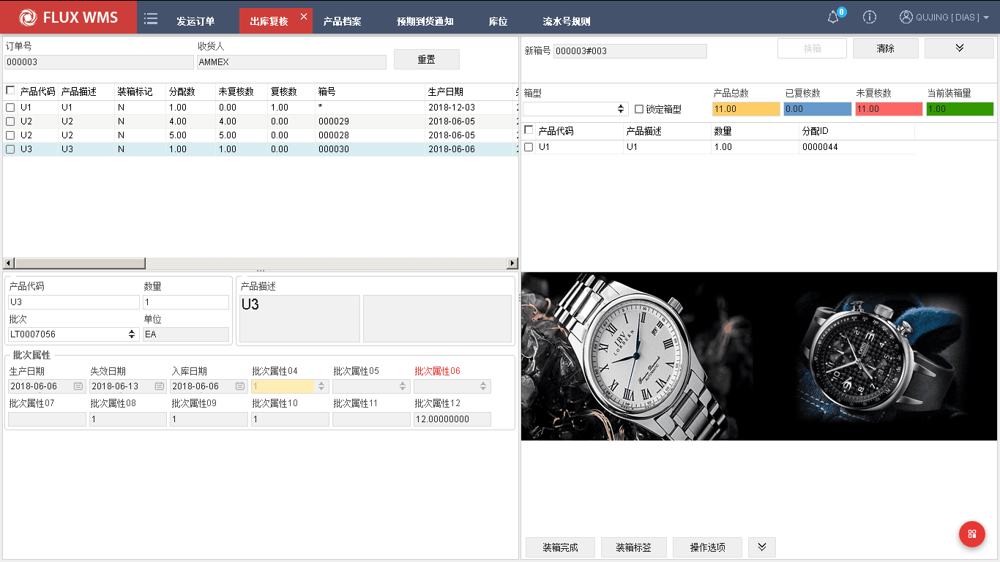 FLUX WMS 发运订单 出库复核 产品档案 预期到货通知 库位 流水号规则 0 QUJING [ DIAS ]
订单号 收货人
000003 AMMEX 重置
产品代码 产品描述 装箱标记 分配数 未复核数 复核数 箱号 生产日期
U1 U1 N 1.00 0.00 1.00 * 2018-12-03
U2 U2 N 4.00 4.00 0.00 000029 2018-06-05
U2 U2 N 5.00 5.00 0.00 000028 2018-06-05
U3 U3 N 1.00 1.00 0.00 000030 2018-06-06
产品代码 数量
U3 1
批次 单位
LT0007056 EA
产品描述
U3
批次属性
生产日期 失效日期 入库日期 批次属性04 批次属性05 批次属性06
2018-06-06 2018-06-13 2018-06-06 1
批次属性07 批次属性08 批次属性09 批次属性10 批次属性11 批次属性12
1 1 1 12.00000000
新箱号 000003#003 换箱 清除
箱型 产品总数 已复核数 未复核数 当前装箱量
锁定箱型 11.00 0.00 11.00 1.00
产品代码 产品描述 数量 分配ID
U1 U1 1.00 0000044
IBV
LORBERN
AUTOMATIC
TACHYMETER
ORIS
装箱完成 装箱标签 操作选项